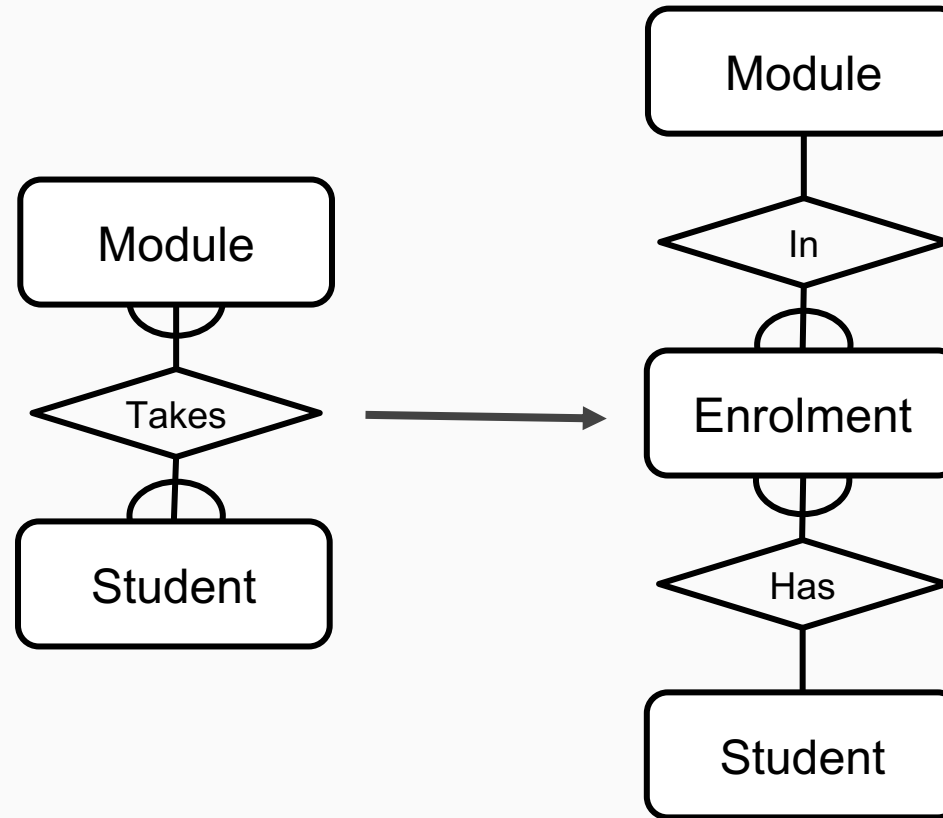 Module
Takes
Student
Module
In
Enrolment
Has
Student